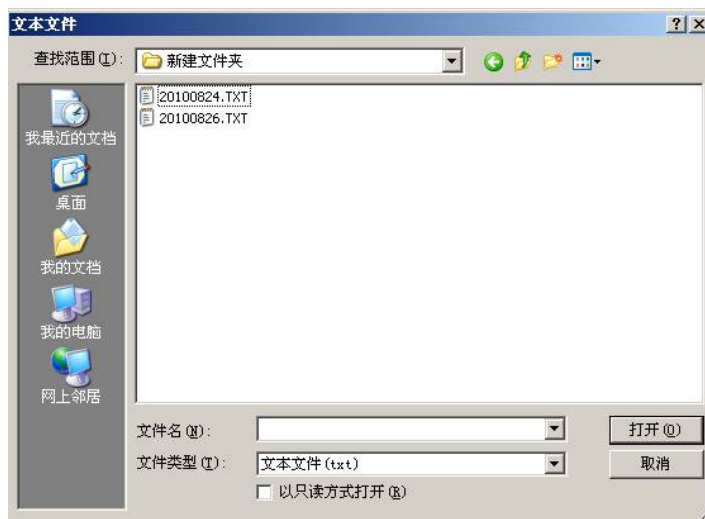 文本文件
查找范围(I):
新建文件夹
20100824.TXT
20100826.TXT
我最近的文档
桌面
我的文档
我的电脑
网上邻居
文件名(N):
打开(O)
文件类型(T):
文本文件(txt)
取消
以只读方式打开(R)